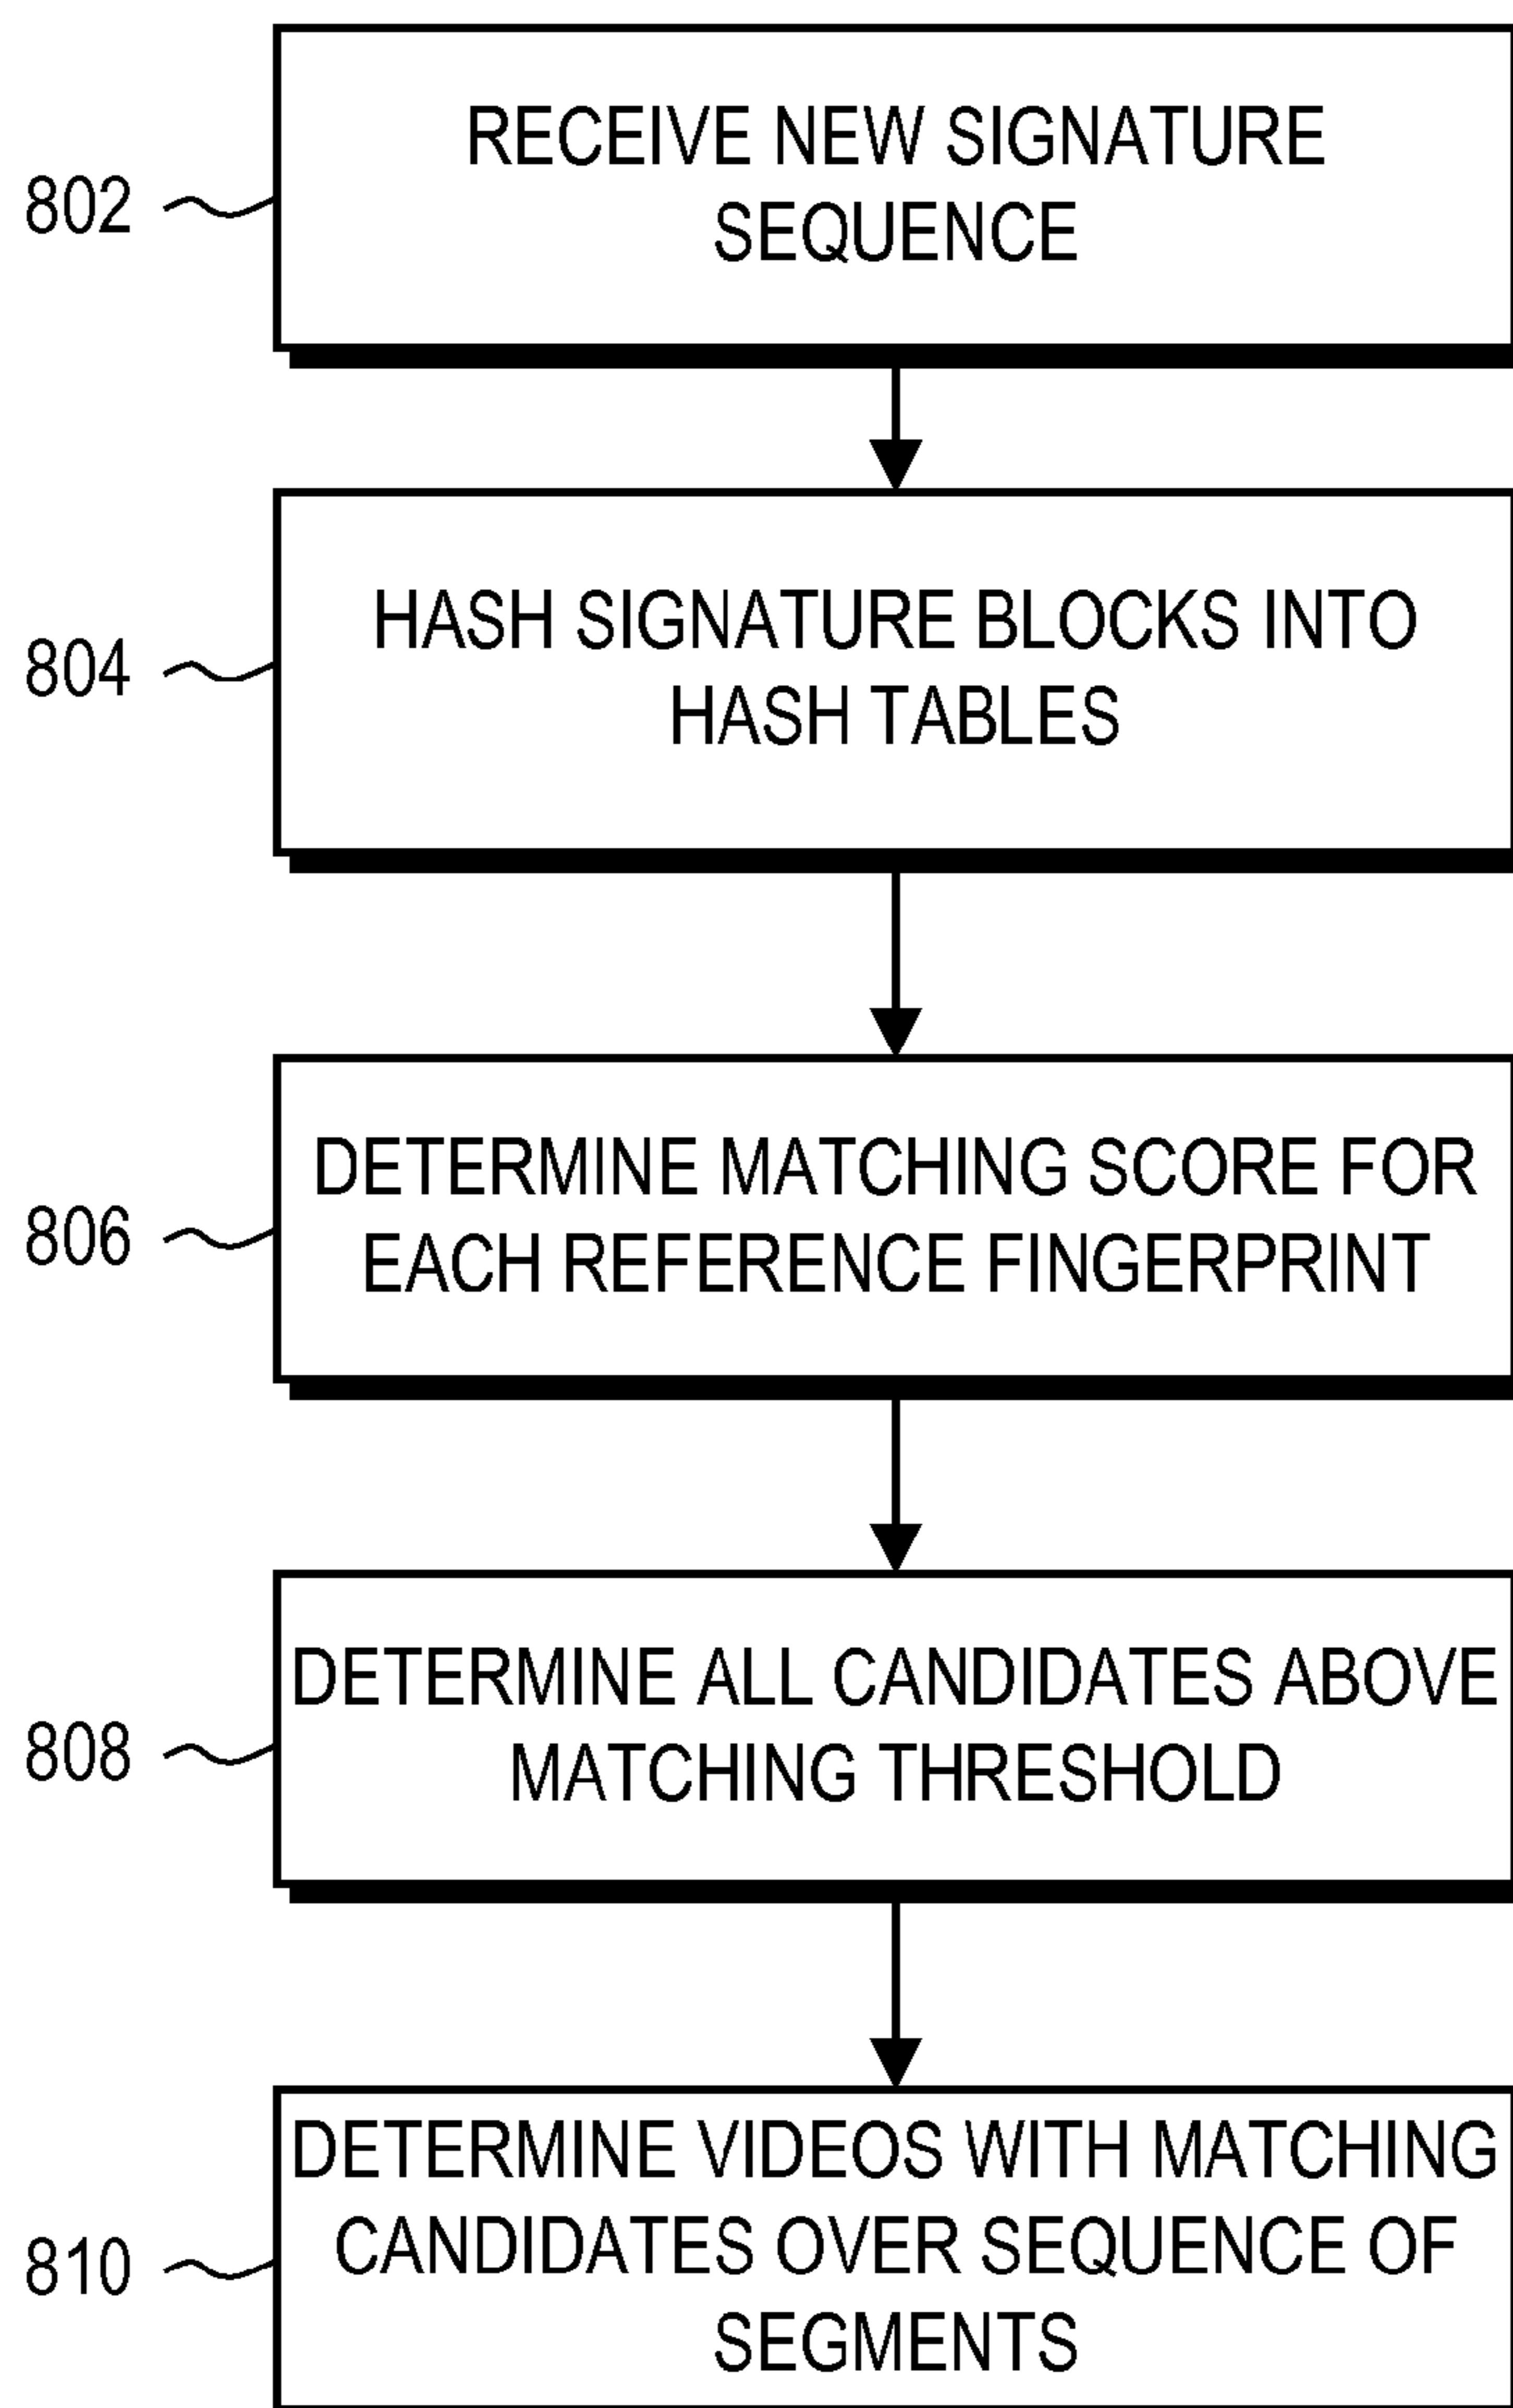 RECEIVE NEW SIGNATURE
SEQUENCE
802
HASH SIGNATURE BLOCKS INTO
HASH TABLES
804
DETERMINE MATCHING SCORE FOR
EACH REFERENCE FINGERPRINT
806
DETERMINE ALL CANDIDATES ABOVE
MATCHING THRESHOLD
808
DETERMINE VIDEOS WITH MATCHING
CANDIDATES OVER SEQUENCE OF
SEGMENTS
810